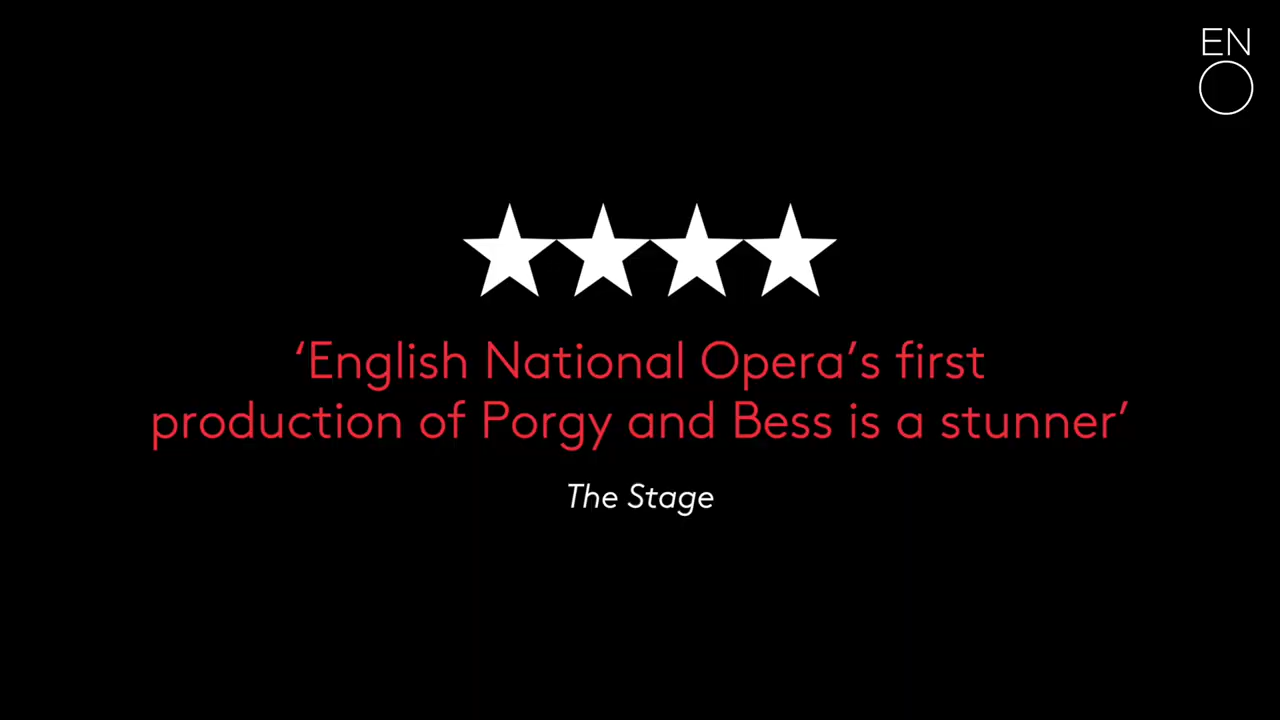 EN
O
‘English National Opera’s first
production of Porgy and Bess is a stunner’
The Stage